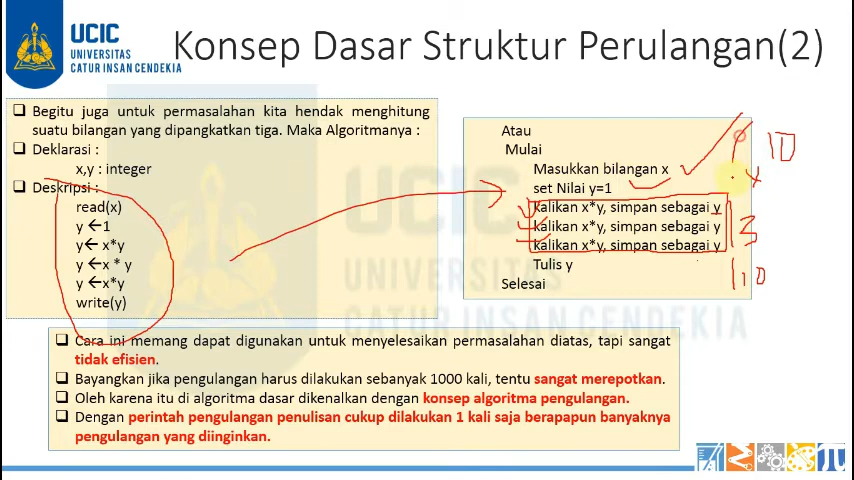 UCIC
UNIVERSITAS
CATUR INSAN CENDEKIA
Konsep Dasar Struktur Perulangan(2)
Begitu juga untuk permasalahan kita hendak menghitung
suatu bilangan yang dipangkatkan tiga. Maka Algoritmanya :
Deklarasi :
x,y : integer
Deskripsi :
read(x)
y ←1
y← x*y
y ←x * y
y ←x*y
write(y)
Atau
Mulai
Masukkan bilangan x
set Nilai y=1
kalikan x*y, simpan sebagai y
kalikan x*y, simpan sebagai y
kalikan x*y, simpan sebagai y
Tulis y
Selesai
10
x
3
10
UCIC
UNIVERSITAS
CATUR INSAN CENDEKIA
Cara ini memang dapat digunakan untuk menyelesaikan permasalahan diatas, tapi sangat
tidak efisien.
Bayangkan jika pengulangan harus dilakukan sebanyak 1000 kali, tentu sangat merepotkan.
Oleh karena itu di algoritma dasar dikenalkan dengan konsep algoritma pengulangan.
Dengan perintah pengulangan penulisan cukup dilakukan 1 kali saja berapapun banyaknya
pengulangan yang diinginkan.